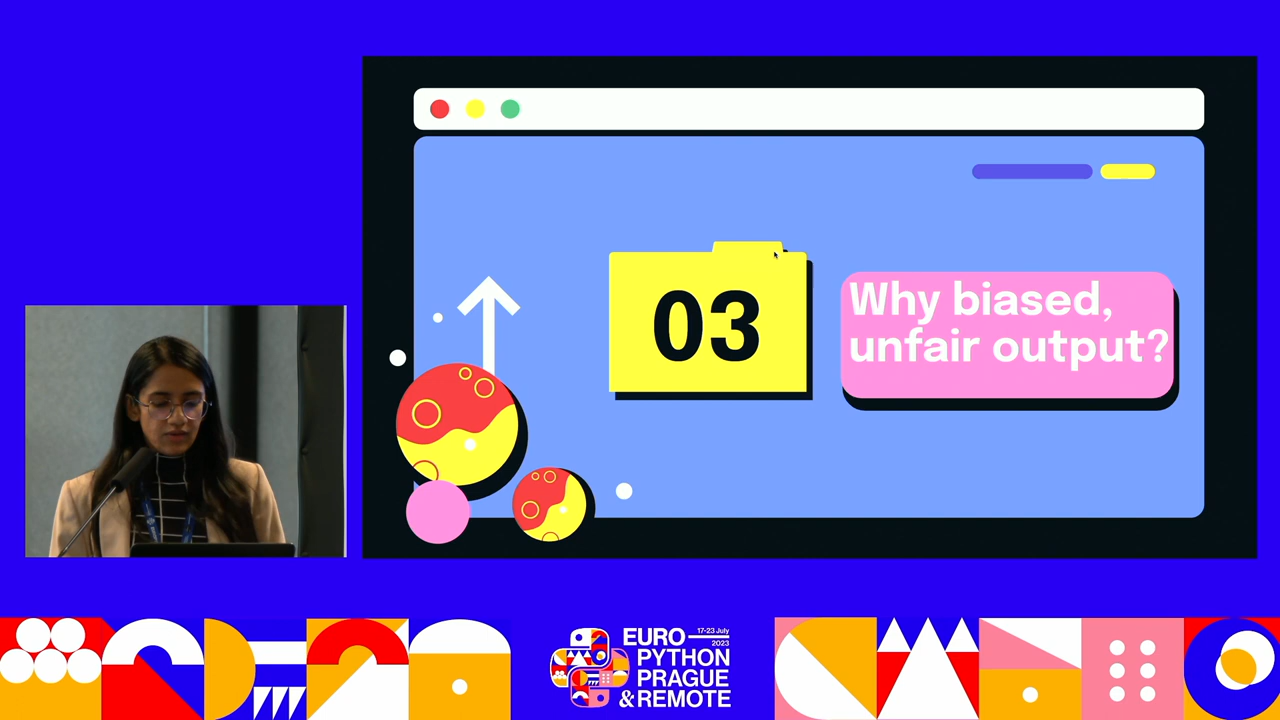 03
Why biased,
unfair output?
EURO
17-23 July
2023
PYTHON
PRAGUE
& REMOTE